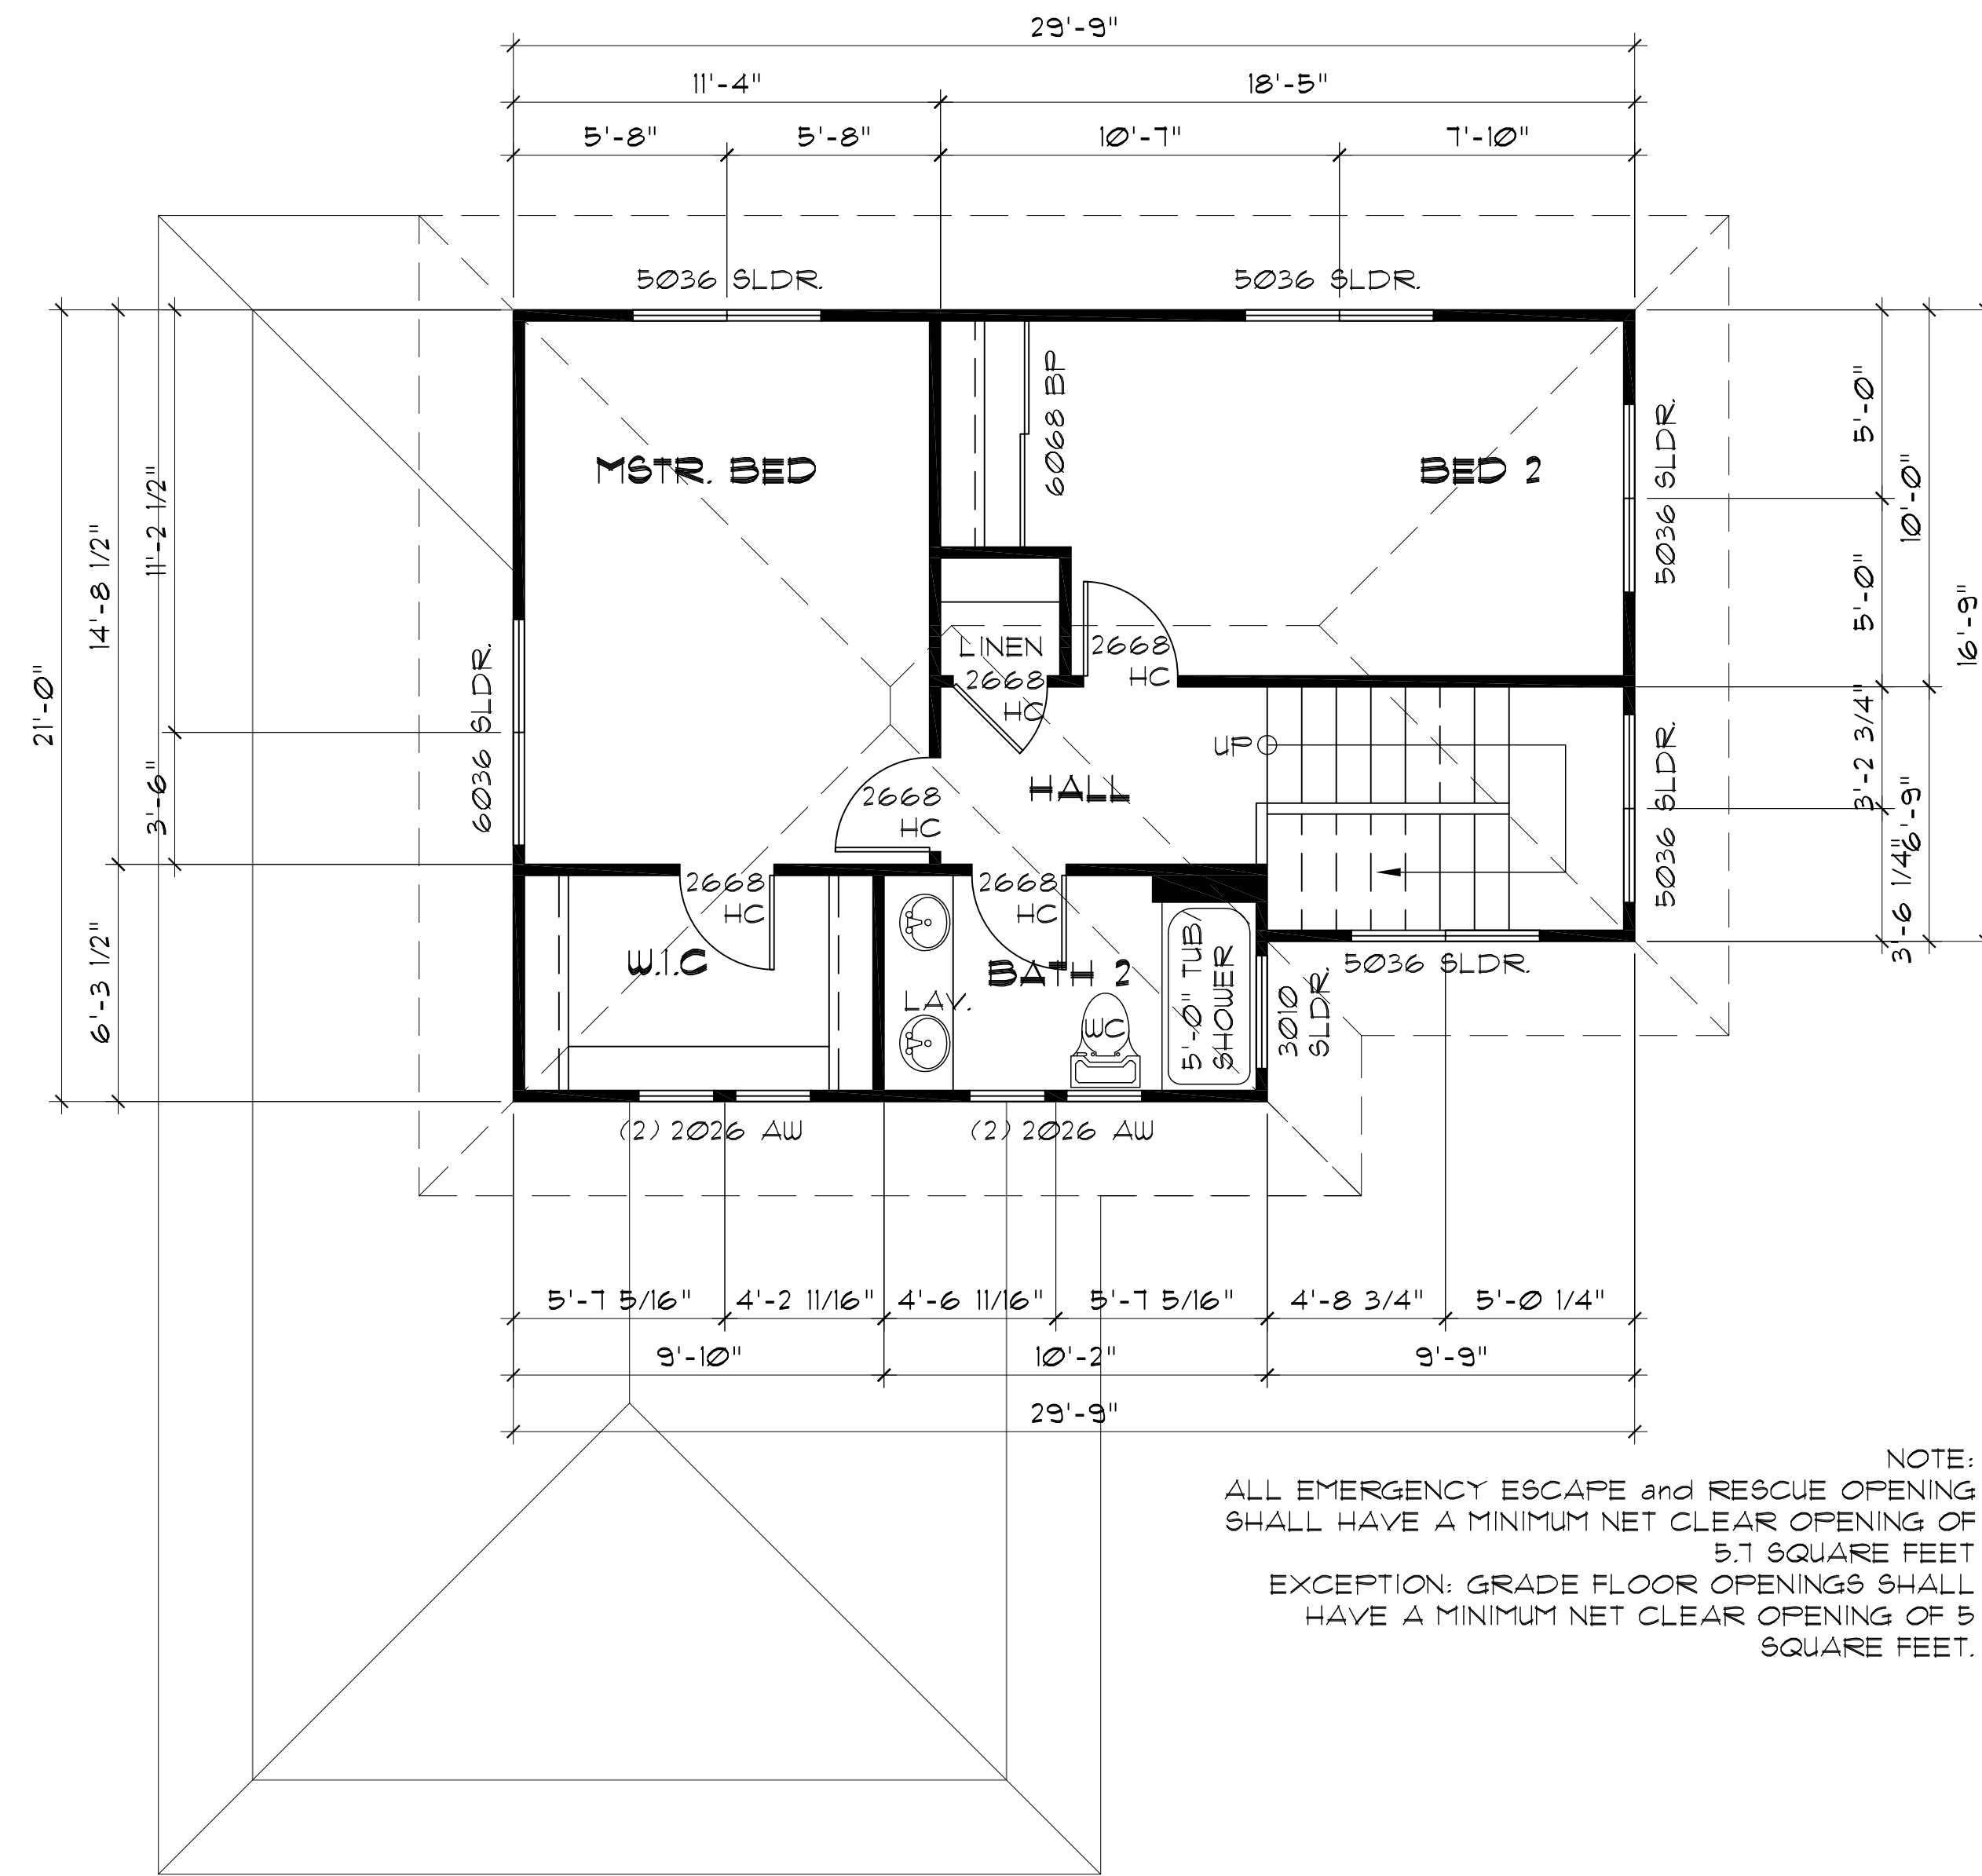 29'-9"
11'-4"
18'-5"
5'-8"
5'-8"
10'-7"
7'-10"
5036 SLDR.
5036 SLDR.
6068 BP
MSTR. BED
BED 2
5036 SLDR.
5'-0"
10'-0"
5'-0"
16'-9"
11'-2 1/2"
14'-8 1/2"
21'-0"
3'-6"
6036 SLDR.
LINEN
2668
HC
2668
HC
UP
HALL
2668
HC
5036 SLDR.
3'-2 3/4"
6'-9"
3'-6 1/4"
2668
HC
2668
HC
W.I.C
BATH 2
LAV.
WC
5'-0" TUB/
SHOWER
3010
SLDR.
5036 SLDR.
6'-3 1/2"
(2) 2026 AW
(2) 2026 AW
5'-7 5/16"
4'-2 11/16"
4'-6 11/16"
5'-7 5/16"
4'-8 3/4"
5'-0 1/4"
9'-10"
10'-2"
9'-9"
29'-9"
NOTE:
ALL EMERGENCY ESCAPE and RESCUE OPENING
SHALL HAVE A MINIMUM NET CLEAR OPENING OF
5.7 SQUARE FEET
EXCEPTION: GRADE FLOOR OPENINGS SHALL
HAVE A MINIMUM NET CLEAR OPENING OF 5
SQUARE FEET.